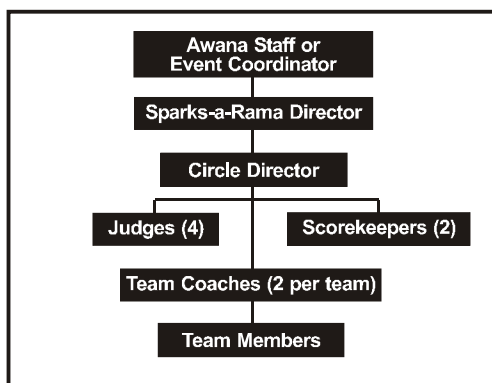 Awana Staff or
Event Coordinator
Sparks-a-Rama Director
Circle Director
Judges (4)
Scorekeepers (2)
Team Coaches (2 per team)
Team Members